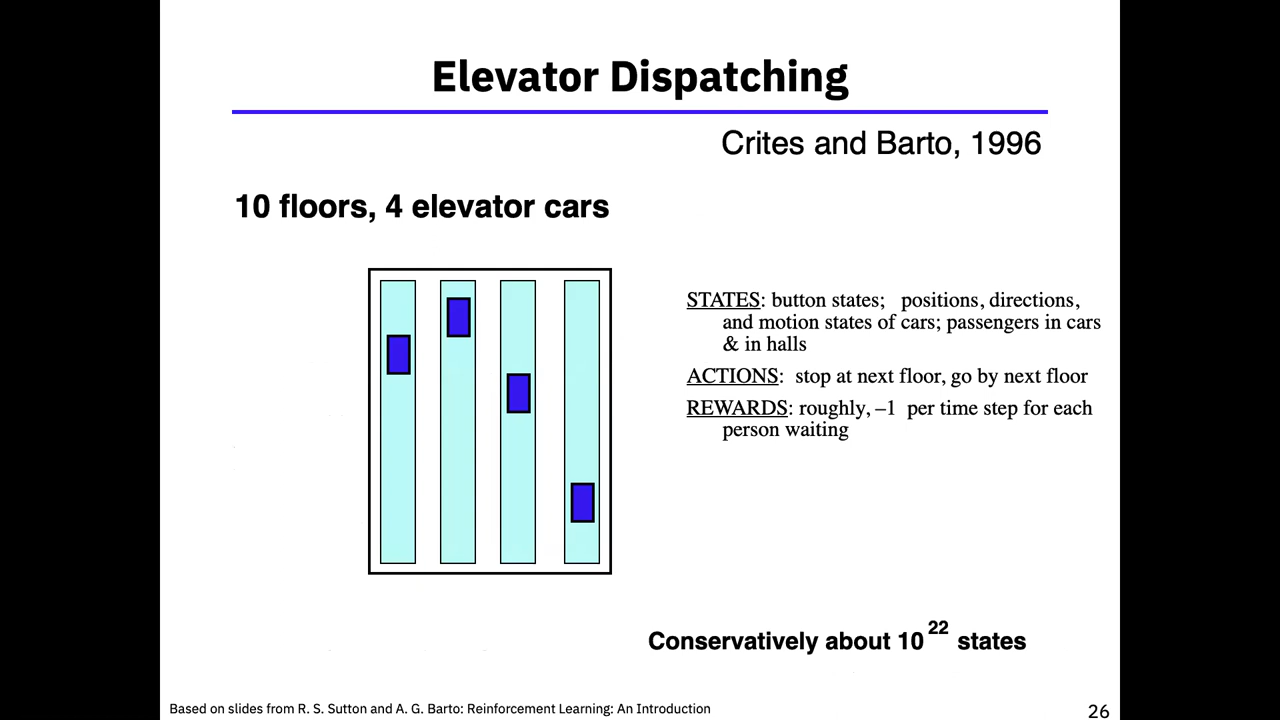 Elevator Dispatching
Crites and Barto, 1996
10 floors, 4 elevator cars
STATES: button states; positions, directions,
and motion states of cars; passengers in cars
& in halls
ACTIONS: stop at next floor, go by next floor
REWARDS: roughly, –1 per time step for each
person waiting
Conservatively about 10^22 states
Based on slides from R. S. Sutton and A. G. Barto: Reinforcement Learning: An Introduction
26